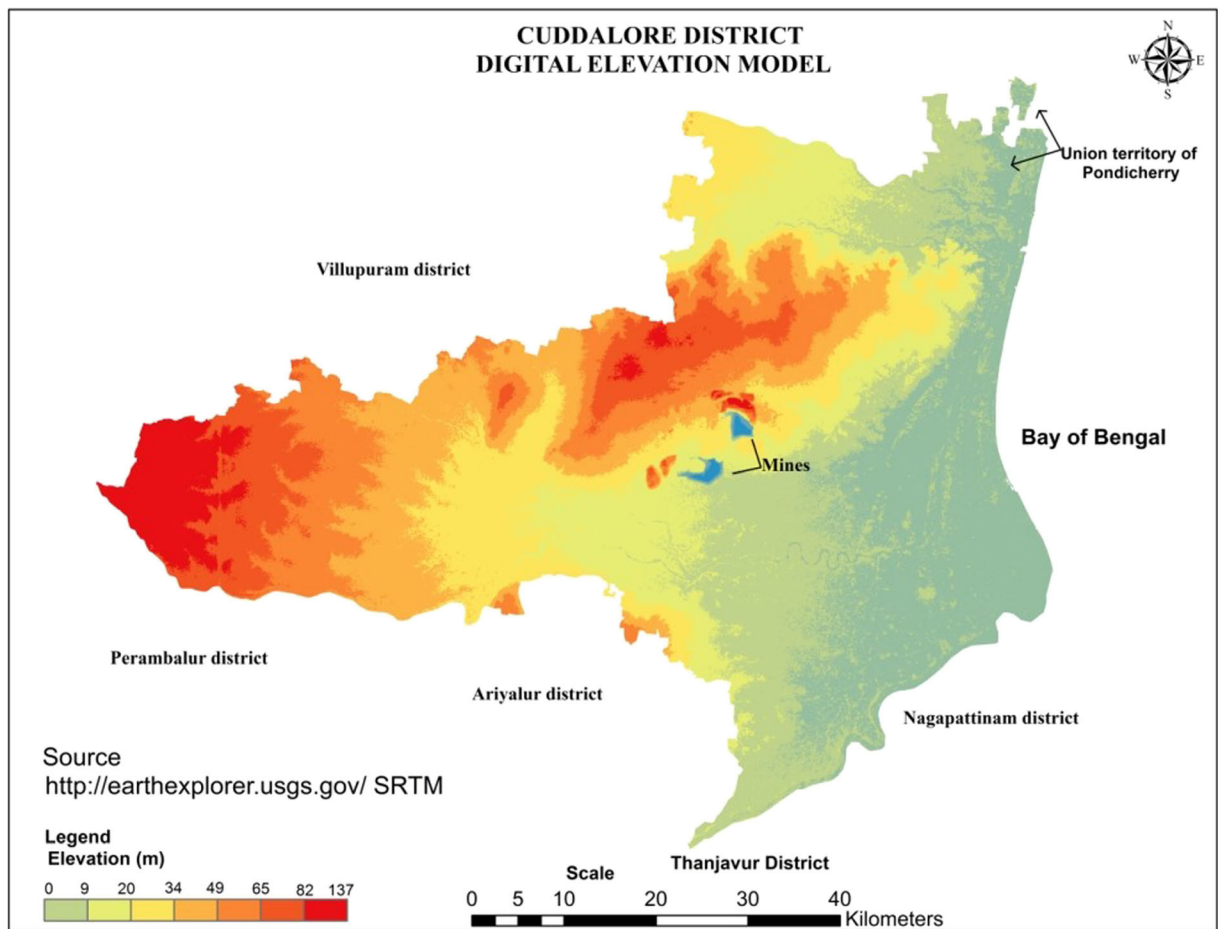 CUDDALORE DISTRICT
DIGITAL ELEVATION MODEL
N
W E
S
Union territory of
Pondicherry
Villupuram district
Bay of Bengal
Mines
Perambalur district
Ariyalur district
Nagapattinam district
Source
http://earthexplorer.usgs.gov/ SRTM
Legend
Elevation (m)
0 9 20 34 49 65 82 137
Thanjavur District
Scale
0 5 10 20 30 40
Kilometers